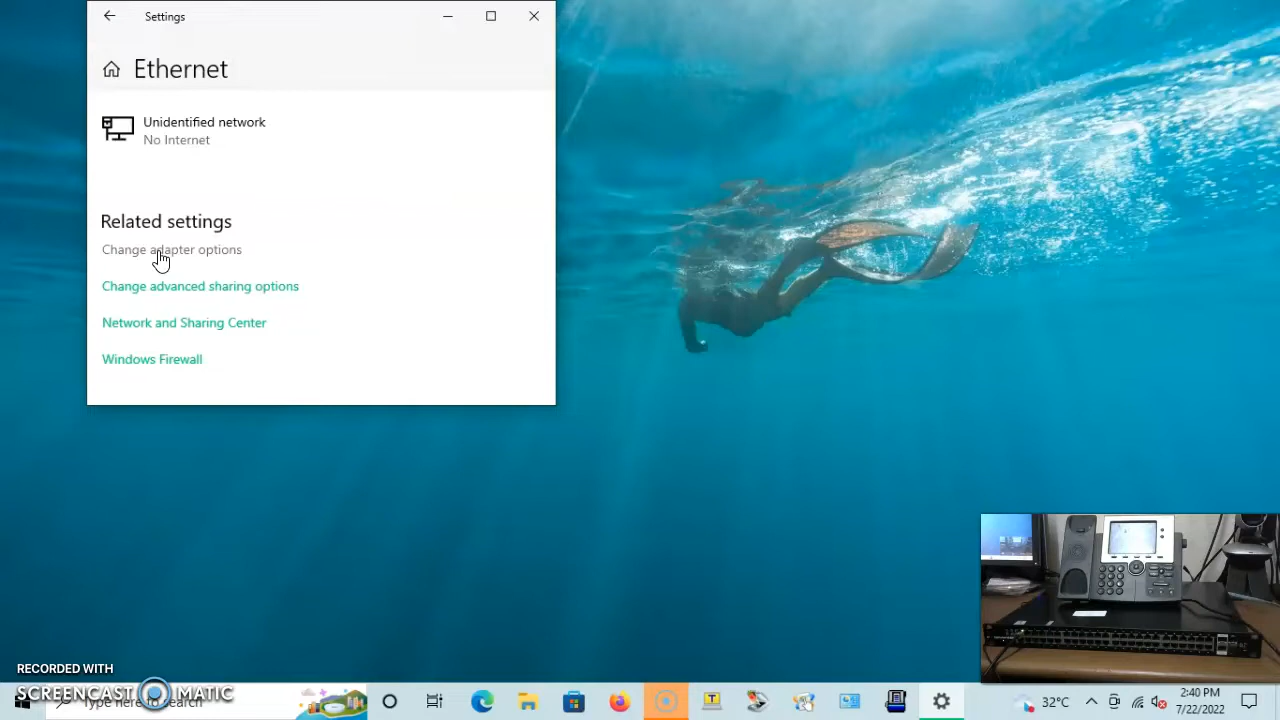 Settings
Ethernet
Unidentified network
No Internet
Related settings
Change adapter options
Change advanced sharing options
Network and Sharing Center
Windows Firewall
RECORDED WITH
SCREENCAST MATIC
Type here to search
T
32°C
2:40 PM
7/22/2022